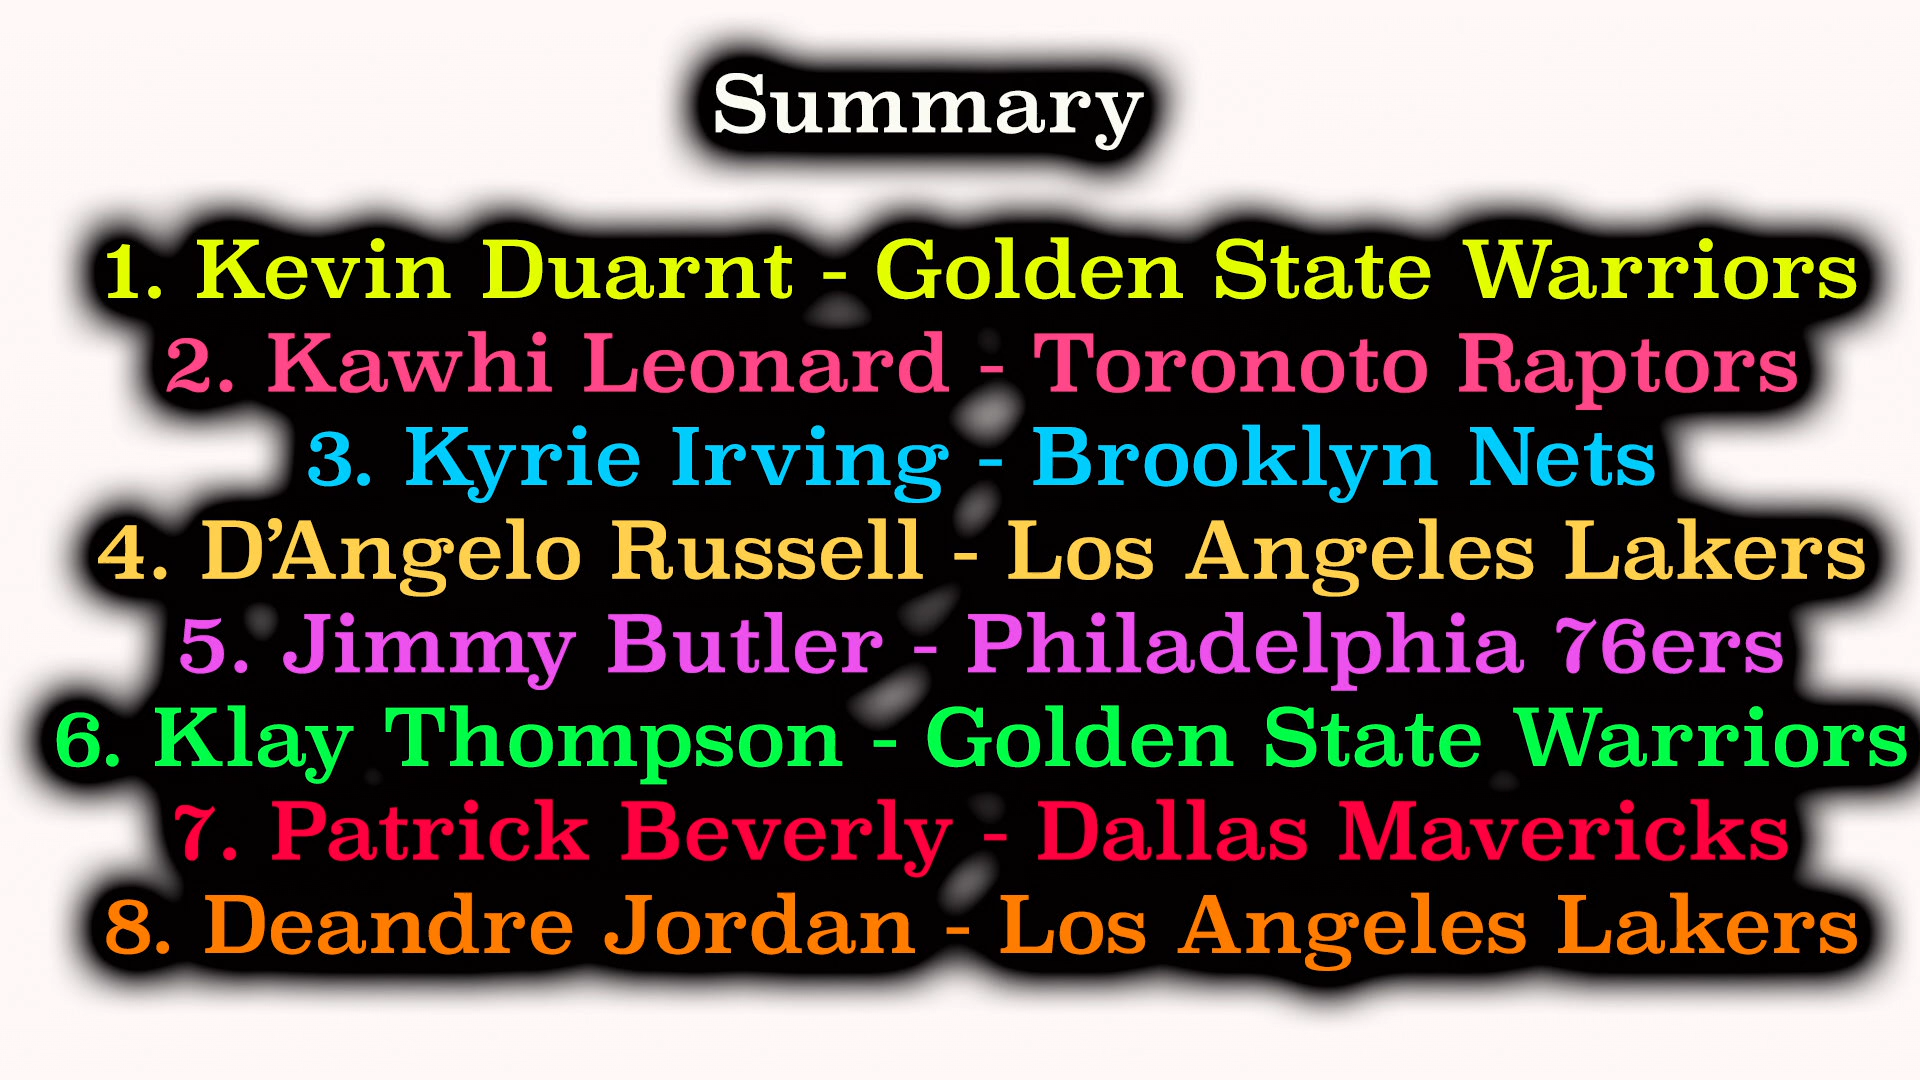 Summary
1. Kevin Duarnt - Golden State Warriors
2. Kawhi Leonard - Toronoto Raptors
3. Kyrie Irving - Brooklyn Nets
4. D’Angelo Russell - Los Angeles Lakers
5. Jimmy Butler - Philadelphia 76ers
6. Klay Thompson - Golden State Warriors
7. Patrick Beverly - Dallas Mavericks
8. Deandre Jordan - Los Angeles Lakers